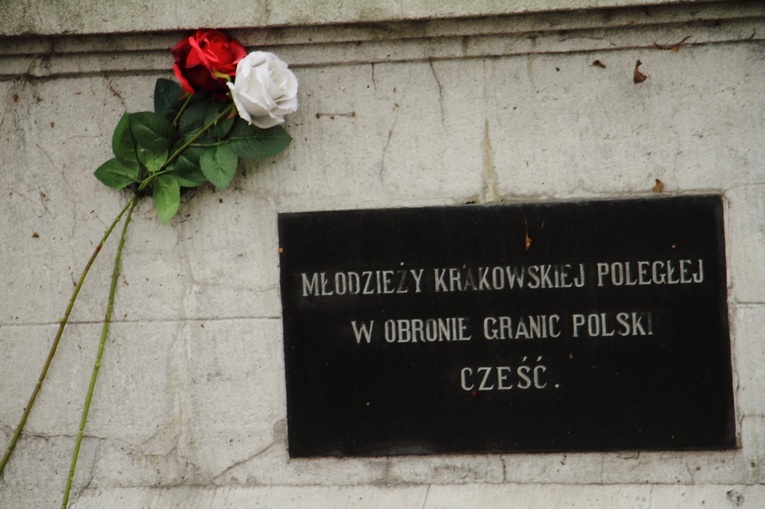 MŁODZIEŻY KRAKOWSKIEJ POLEGŁEJ
W OBRONIE GRANIC POLSKI
CZEŚĆ.